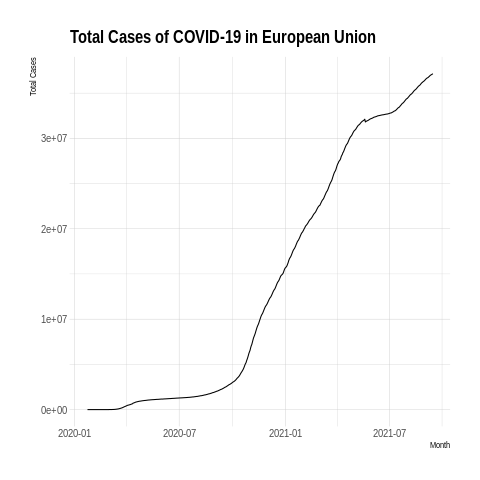 Total Cases of COVID-19 in European Union
Total Cases
3e+07
2e+07
1e+07
0e+00
2020-01 2020-07 2021-01 2021-07
Month